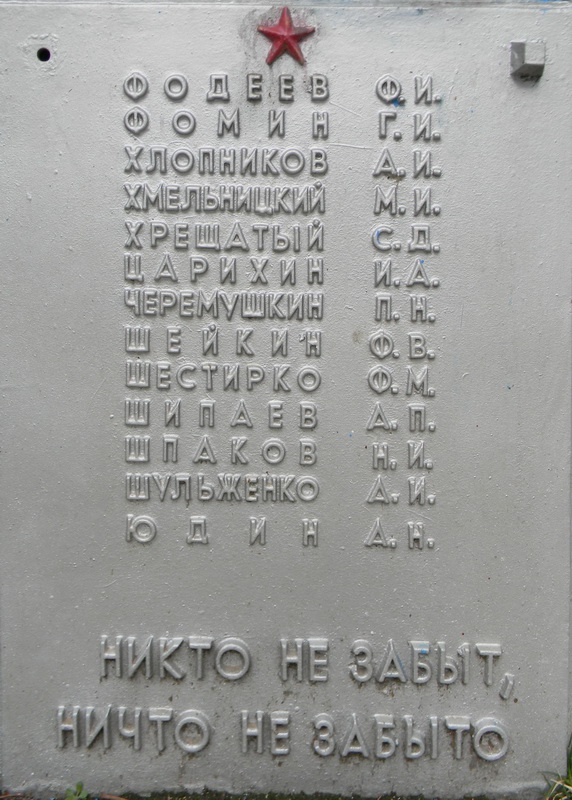 ФОДЕЕВ Ф.И.
ФОМИН Г.И.
ХЛОПНИКОВ А.И.
ХМЕЛЬНИЦКИЙ М.И.
ХРЕЩАТЫЙ С.Д.
ЦАРИХИН И.А.
ЧЕРЕМУШКИН П.Н.
ШЕЙКИН Ф.В.
ШЕСТИРКО Ф.М.
ШИПАЕВ А.П.
ШПАКОВ Н.И.
ШУЛЬЖЕНКО А.И.
ЮДИН А.Н.
НИКТО НЕ ЗАБЫТ,
НИЧТО НЕ ЗАБЫТО